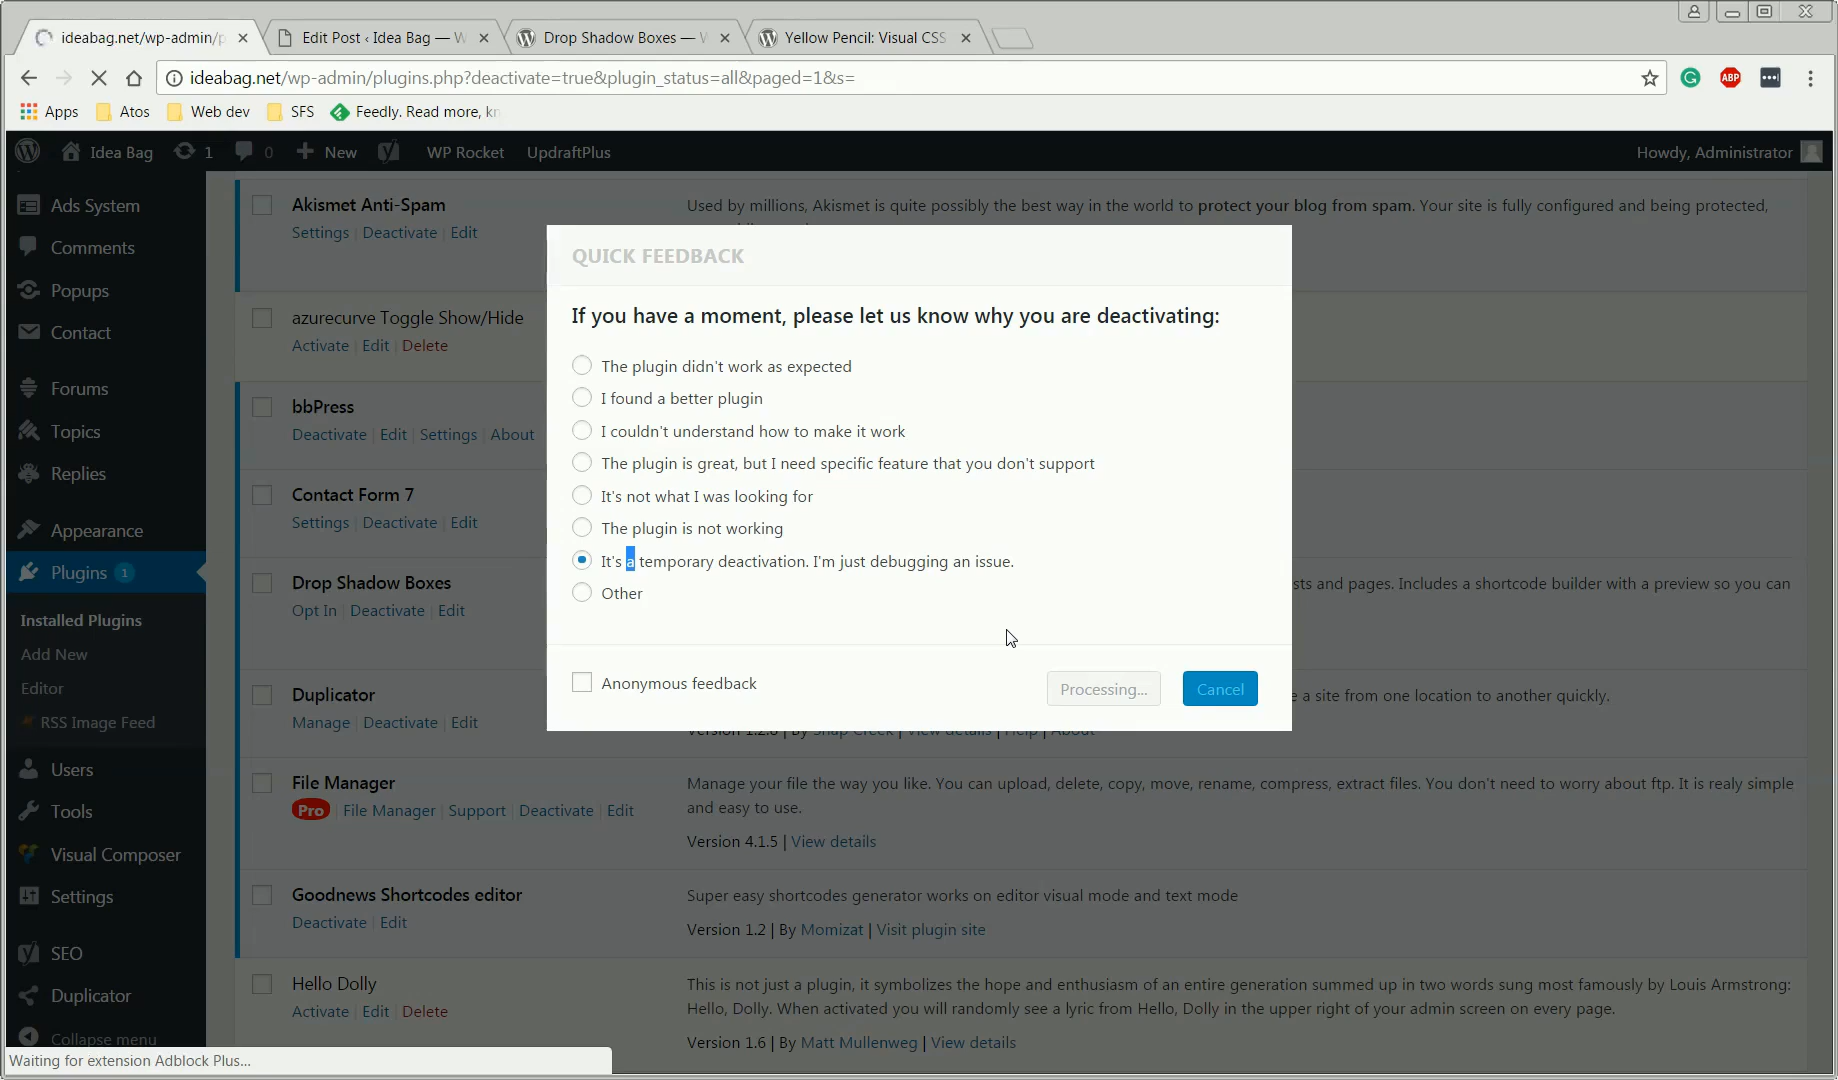 ideabag.net/wp-admin/p
Edit Post ‹ Idea Bag — W
Drop Shadow Boxes — W
Yellow Pencil: Visual CSS
ideabag.net/wp-admin/plugins.php?deactivate=true&plugin_status=all&paged=1&s=
ABP
Apps
Atos
Web dev
SFS
Feedly. Read more, kn
Idea Bag
1
0
New
WP Rocket
UpdraftPlus
Howdy, Administrator
Ads System
Comments
Popups
Contact
Forums
Topics
Replies
Appearance
Plugins 1
Installed Plugins
Add New
Editor
RSS Image Feed
Users
Tools
Visual Composer
Settings
SEO
Duplicator
Collapse menu
Akismet Anti-Spam
Settings | Deactivate | Edit
Used by millions, Akismet is quite possibly the best way in the world to protect your blog from spam. Your site is fully configured and being protected,
azurecurve Toggle Show/Hide
Activate | Edit | Delete
bbPress
Deactivate | Edit | Settings | About
Contact Form 7
Settings | Deactivate | Edit
Drop Shadow Boxes
Opt In | Deactivate | Edit
sts and pages. Includes a shortcode builder with a preview so you can
Duplicator
Manage | Deactivate | Edit
e a site from one location to another quickly.
Version 1.2.8 | By Snap Creek | View details | Help | About
File Manager
Pro | File Manager | Support | Deactivate | Edit
Manage your file the way you like. You can upload, delete, copy, move, rename, compress, extract files. You don't need to worry about ftp. It is realy simple
and easy to use.
Version 4.1.5 | View details
Goodnews Shortcodes editor
Deactivate | Edit
Super easy shortcodes generator works on editor visual mode and text mode
Version 1.2 | By Momizat | Visit plugin site
Hello Dolly
Activate | Edit | Delete
This is not just a plugin, it symbolizes the hope and enthusiasm of an entire generation summed up in two words sung most famously by Louis Armstrong:
Hello, Dolly. When activated you will randomly see a lyric from Hello, Dolly in the upper right of your admin screen on every page.
Version 1.6 | By Matt Mullenweg | View details
QUICK FEEDBACK
If you have a moment, please let us know why you are deactivating:
The plugin didn't work as expected
I found a better plugin
I couldn't understand how to make it work
The plugin is great, but I need specific feature that you don't support
It's not what I was looking for
The plugin is not working
It's a temporary deactivation. I'm just debugging an issue.
Other
Anonymous feedback
Processing...
Cancel
Waiting for extension Adblock Plus...